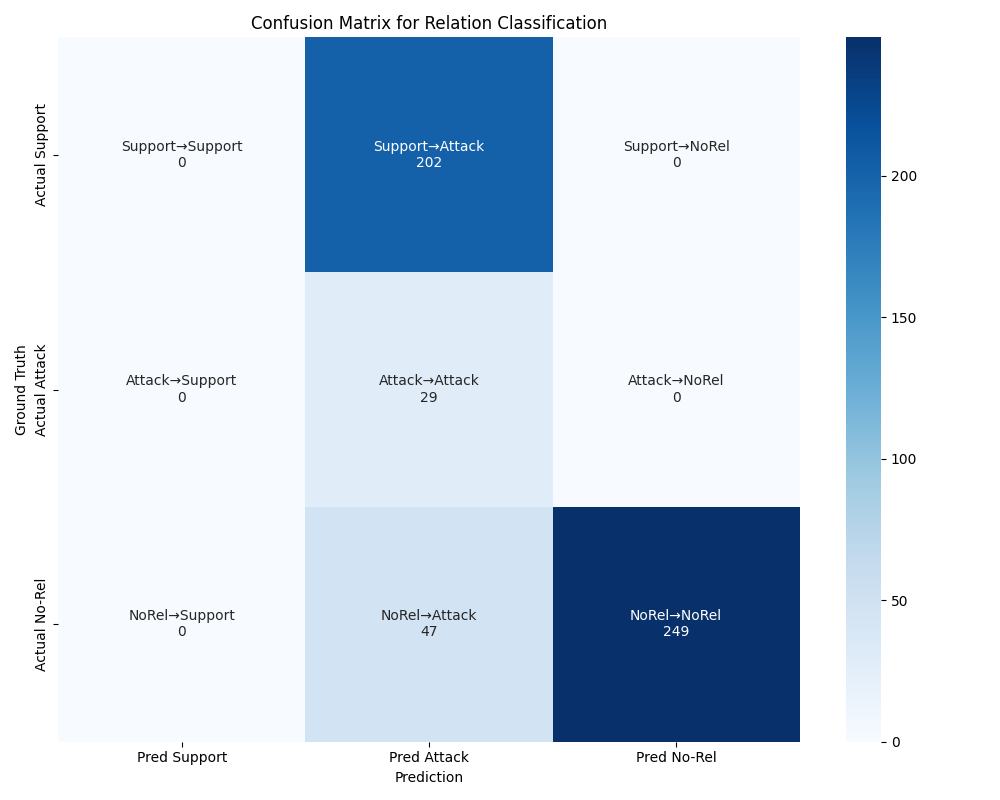 Confusion Matrix for Relation Classification
Ground Truth
Actual Support
Support→Support
0
Support→Attack
202
Support→NoRel
0
Actual Attack
Attack→Support
0
Attack→Attack
29
Attack→NoRel
0
Actual No-Rel
NoRel→Support
0
NoRel→Attack
47
NoRel→NoRel
249
Pred Support
Pred Attack
Pred No-Rel
Prediction
200
150
100
50
0